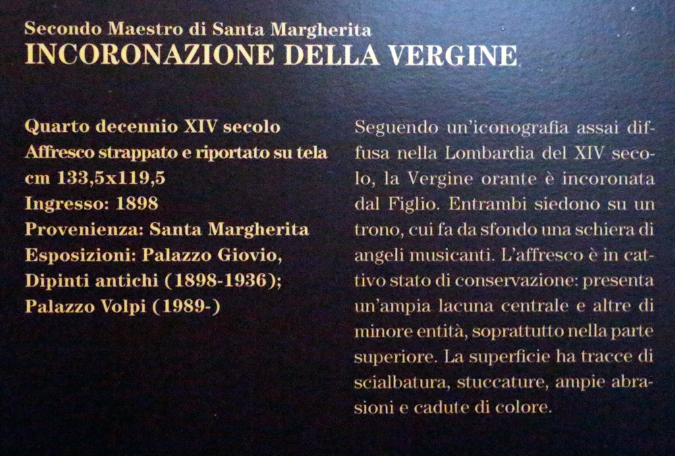 Secondo Maestro di Santa Margherita
INCORONAZIONE DELLA VERGINE
Quarto decennio XIV secolo
Affresco strappato e riportato su tela
cm 133,5x119,5
Ingresso: 1898
Provenienza: Santa Margherita
Esposizioni: Palazzo Giovio,
Dipinti antichi (1898-1936);
Palazzo Volpi (1989-)
Seguendo un'iconografia assai dif-
fusa nella Lombardia del XIV seco-
lo, la Vergine orante è incoronata
dal Figlio. Entrambi siedono su un
trono, cui fa da sfondo una schiera di
angeli musicanti. L'affresco è in cat-
tivo stato di conservazione: presenta
un'ampia lacuna centrale e altre di
minore entità, soprattutto nella parte
superiore. La superficie ha tracce di
scialbatura, stuccature, ampie abra-
sioni e cadute di colore.